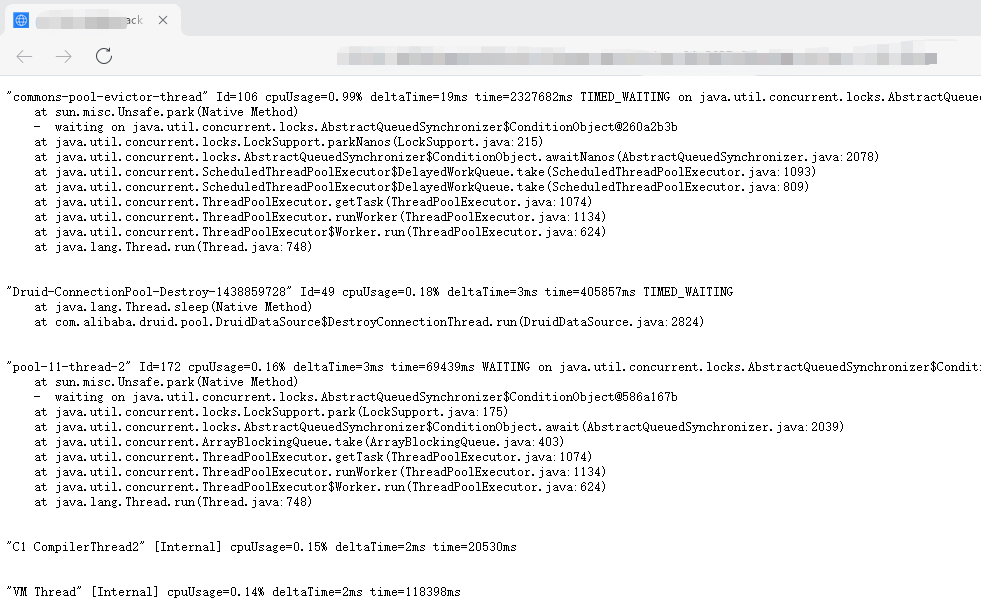 ack
"commons-pool-evictor-thread" Id=106 cpuUsage=0.99% deltaTime=19ms time=2327682ms TIMED_WAITING on java.util.concurrent.locks.AbstractQueue
at sun.misc.Unsafe.park(Native Method)
- waiting on java.util.concurrent.locks.AbstractQueuedSynchronizer$ConditionObject@260a2b3b
at java.util.concurrent.locks.LockSupport.parkNanos(LockSupport.java:215)
at java.util.concurrent.locks.AbstractQueuedSynchronizer$ConditionObject.awaitNanos(AbstractQueuedSynchronizer.java:2078)
at java.util.concurrent.ScheduledThreadPoolExecutor$DelayedWorkQueue.take(ScheduledThreadPoolExecutor.java:1093)
at java.util.concurrent.ScheduledThreadPoolExecutor$DelayedWorkQueue.take(ScheduledThreadPoolExecutor.java:809)
at java.util.concurrent.ThreadPoolExecutor.getTask(ThreadPoolExecutor.java:1074)
at java.util.concurrent.ThreadPoolExecutor.runWorker(ThreadPoolExecutor.java:1134)
at java.util.concurrent.ThreadPoolExecutor$Worker.run(ThreadPoolExecutor.java:624)
at java.lang.Thread.run(Thread.java:748)
"Druid-ConnectionPool-Destroy-1438859728" Id=49 cpuUsage=0.18% deltaTime=3ms time=405857ms TIMED_WAITING
at java.lang.Thread.sleep(Native Method)
at com.alibaba.druid.pool.DruidDataSource$DestroyConnectionThread.run(DruidDataSource.java:2824)
"pool-11-thread-2" Id=172 cpuUsage=0.16% deltaTime=3ms time=69439ms WAITING on java.util.concurrent.locks.AbstractQueuedSynchronizer$Condit
at sun.misc.Unsafe.park(Native Method)
- waiting on java.util.concurrent.locks.AbstractQueuedSynchronizer$ConditionObject@586a167b
at java.util.concurrent.locks.LockSupport.park(LockSupport.java:175)
at java.util.concurrent.locks.AbstractQueuedSynchronizer$ConditionObject.await(AbstractQueuedSynchronizer.java:2039)
at java.util.concurrent.ArrayBlockingQueue.take(ArrayBlockingQueue.java:403)
at java.util.concurrent.ThreadPoolExecutor.getTask(ThreadPoolExecutor.java:1074)
at java.util.concurrent.ThreadPoolExecutor.runWorker(ThreadPoolExecutor.java:1134)
at java.util.concurrent.ThreadPoolExecutor$Worker.run(ThreadPoolExecutor.java:624)
at java.lang.Thread.run(Thread.java:748)
"C1 CompilerThread2" [Internal] cpuUsage=0.15% deltaTime=2ms time=20530ms
"VM Thread" [Internal] cpuUsage=0.14% deltaTime=2ms time=118398ms